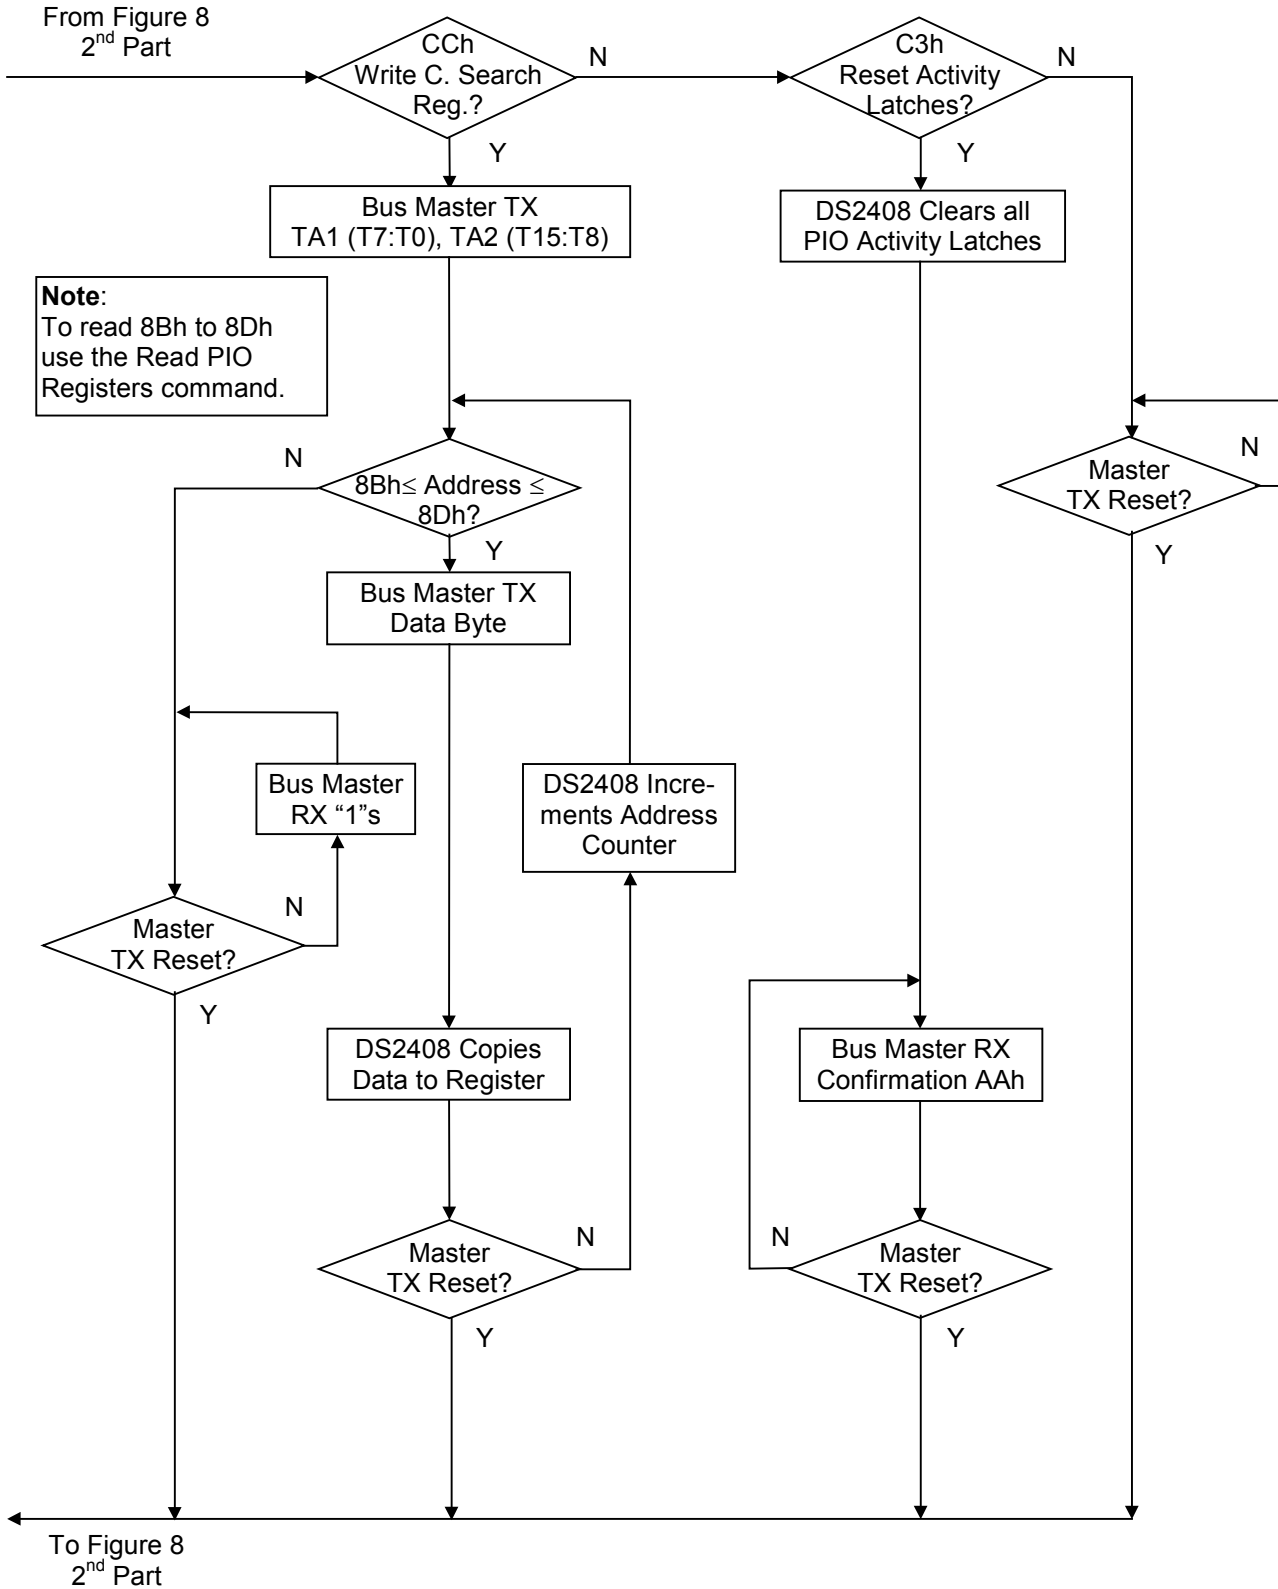 From Figure 8
2nd Part
CCh
Write C. Search
Reg.?
N
C3h
Reset Activity
Latches?
N
Y
Y
Bus Master TX
TA1 (T7:T0), TA2 (T15:T8)
DS2408 Clears all
PIO Activity Latches
Note:
To read 8Bh to 8Dh
use the Read PIO
Registers command.
N
8Bh≤ Address ≤
8Dh?
Y
Master
TX Reset?
N
Y
Bus Master TX
Data Byte
Bus Master
RX “1”s
DS2408 Incre-
ments Address
Counter
Master
TX Reset?
N
Y
DS2408 Copies
Data to Register
Bus Master RX
Confirmation AAh
Master
TX Reset?
N
Y
N
Master
TX Reset?
Y
To Figure 8
2nd Part